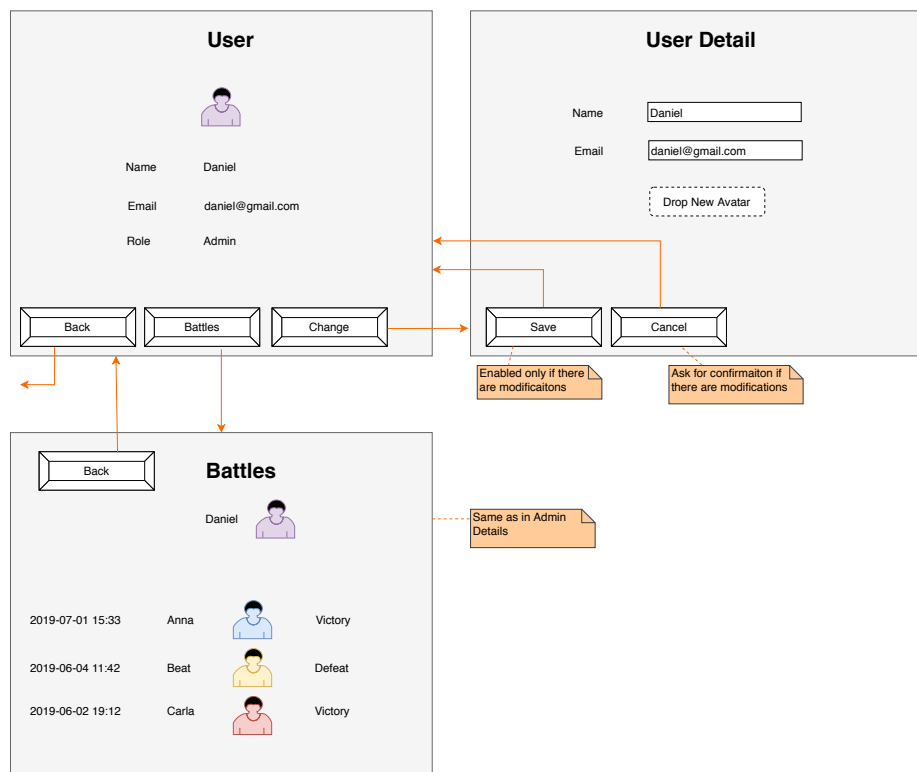 User
Name Daniel
Email daniel@gmail.com
Role Admin
Back Battles Change
User Detail
Name Daniel
Email daniel@gmail.com
Drop New Avatar
Save Cancel
Enabled only if there
are modificaitons
Ask for confirmaiton if
there are modifications
Back
Battles
Daniel
Same as in Admin
Details
2019-07-01 15:33 Anna Victory
2019-06-04 11:42 Beat Defeat
2019-06-02 19:12 Carla Victory